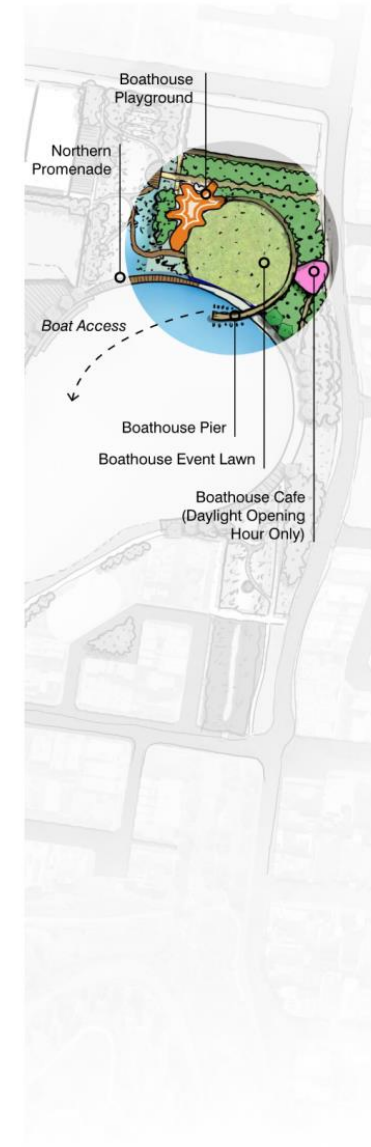 Boathouse
Playground
Northern
Promenade
Boat Access
Boathouse Pier
Boathouse Event Lawn
Boathouse Cafe
(Daylight Opening
Hour Only)